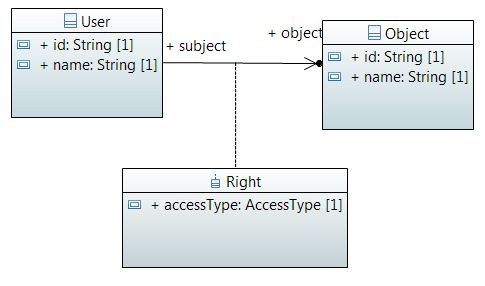 User
+ id: String [1]
+ name: String [1]
+ subject
+ object
Object
+ id: String [1]
+ name: String [1]
Right
+ accessType: AccessType [1]